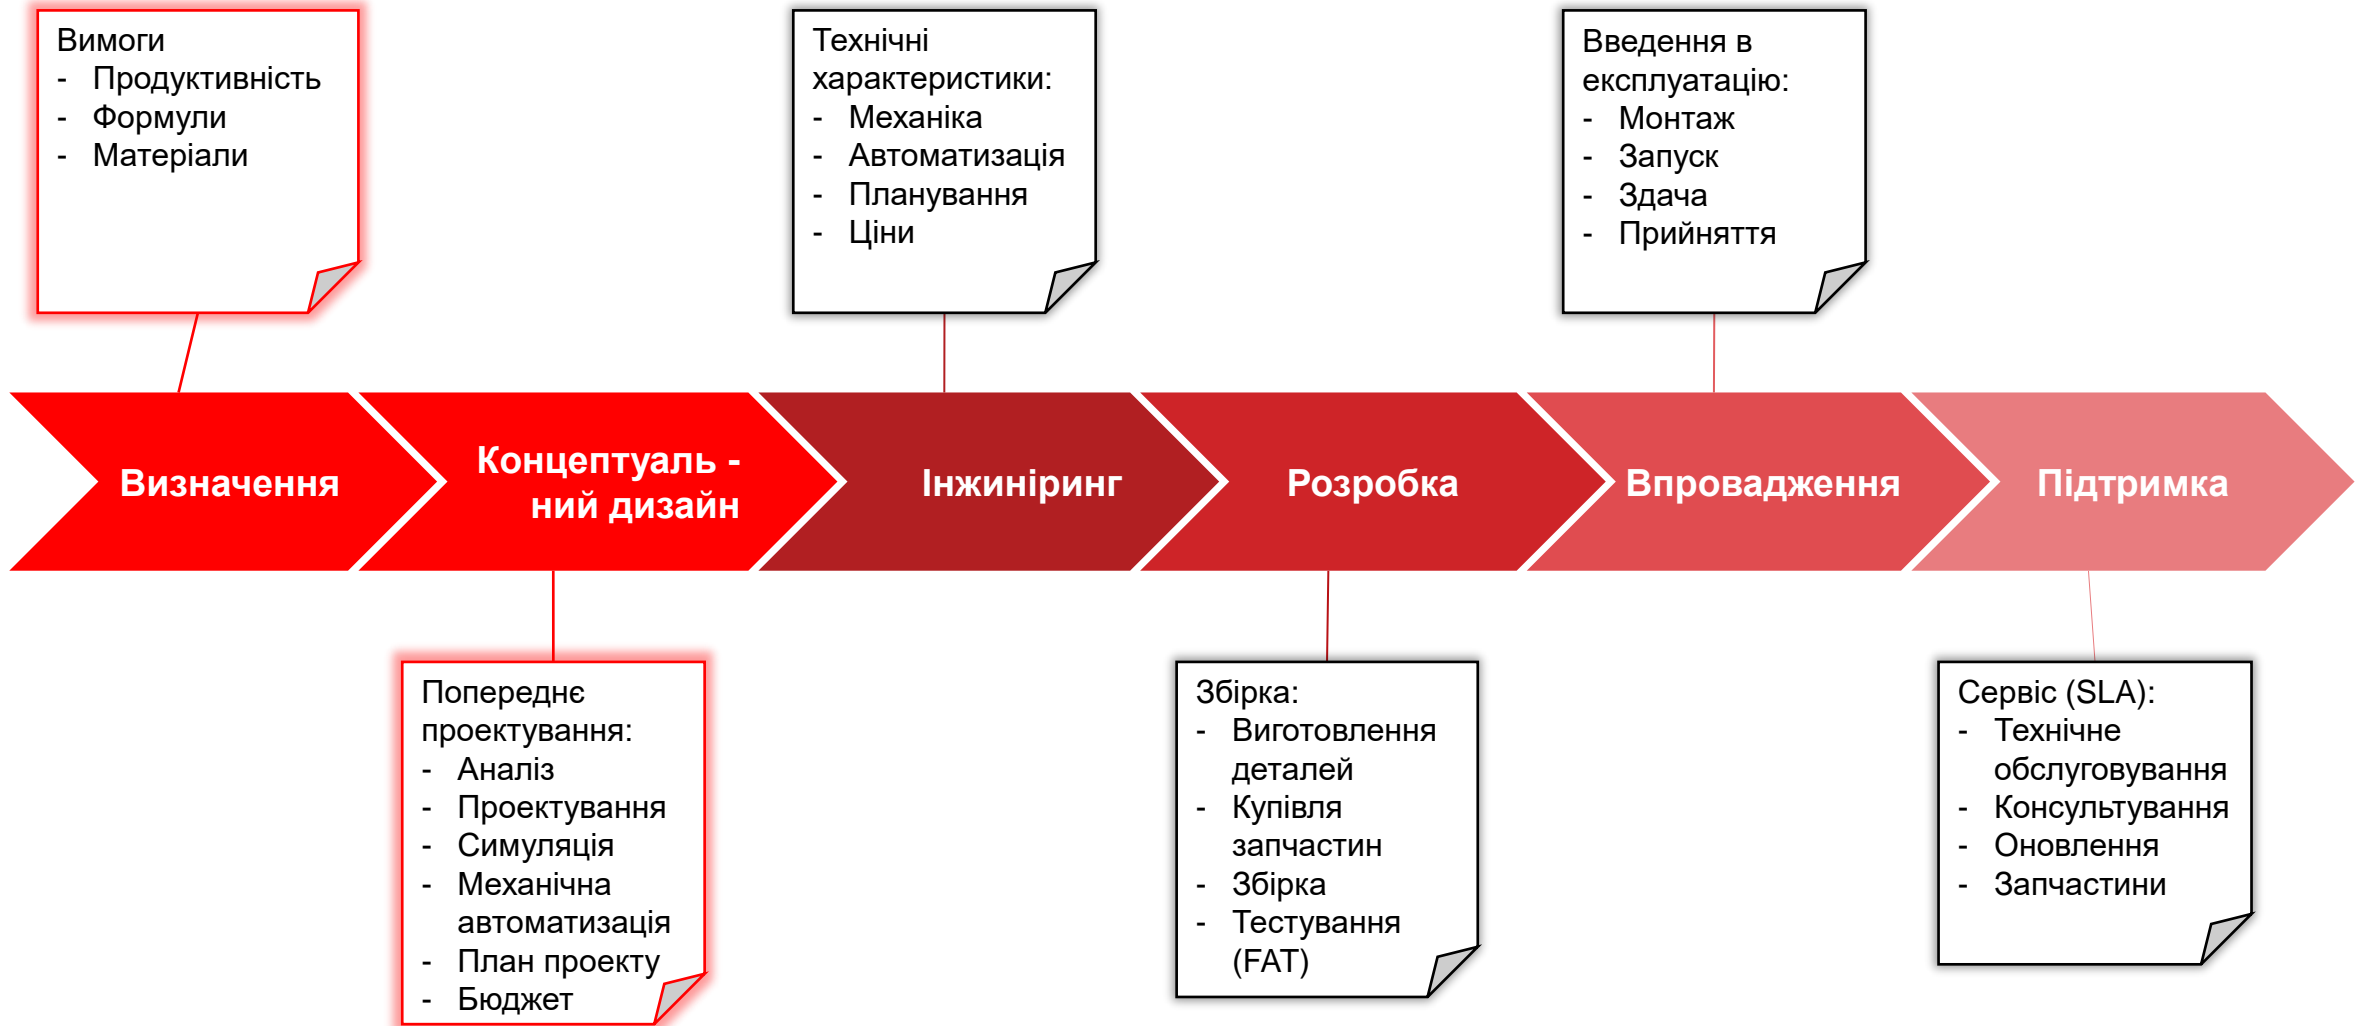 Вимоги
- Продуктивність
- Формули
- Матеріали
Технічні
характеристики:
- Механіка
- Автоматизація
- Планування
- Ціни
Введення в
експлуатацію:
- Монтаж
- Запуск
- Здача
- Прийняття
Визначення
Концептуаль -
ний дизайн
Інжиніринг
Розробка
Впровадження
Підтримка
Попереднє
проектування:
- Аналіз
- Проектування
- Симуляція
- Механічна
автоматизація
- План проекту
- Бюджет
Збірка:
- Виготовлення
деталей
- Купівля
запчастин
- Збірка
- Тестування
(FAT)
Сервіс (SLA):
- Технічне
обслуговування
- Консультування
- Оновлення
- Запчастини